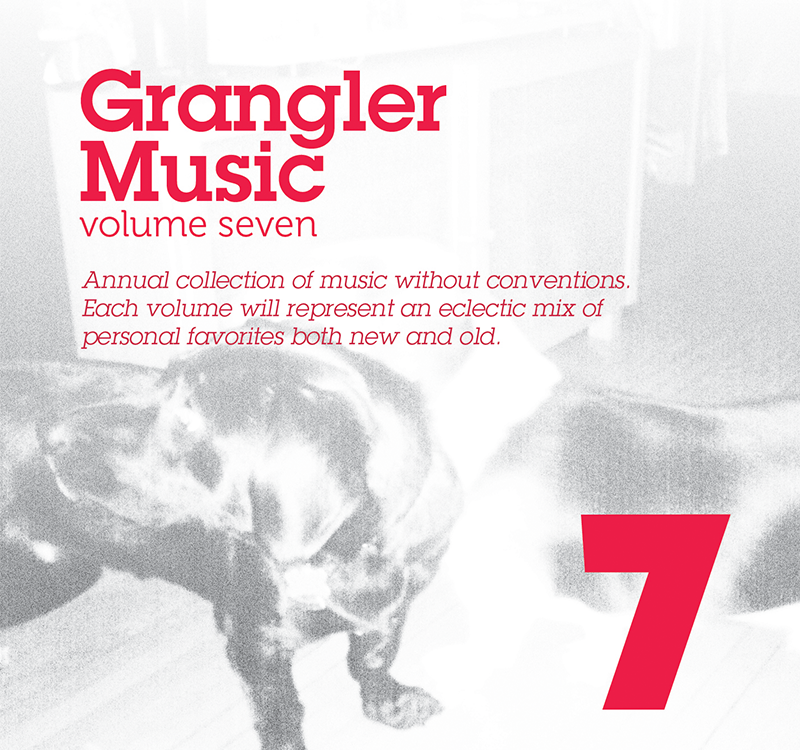 Grangler
Music
volume seven
Annual collection of music without conventions.
Each volume will represent an eclectic mix of
personal favorites both new and old.
7